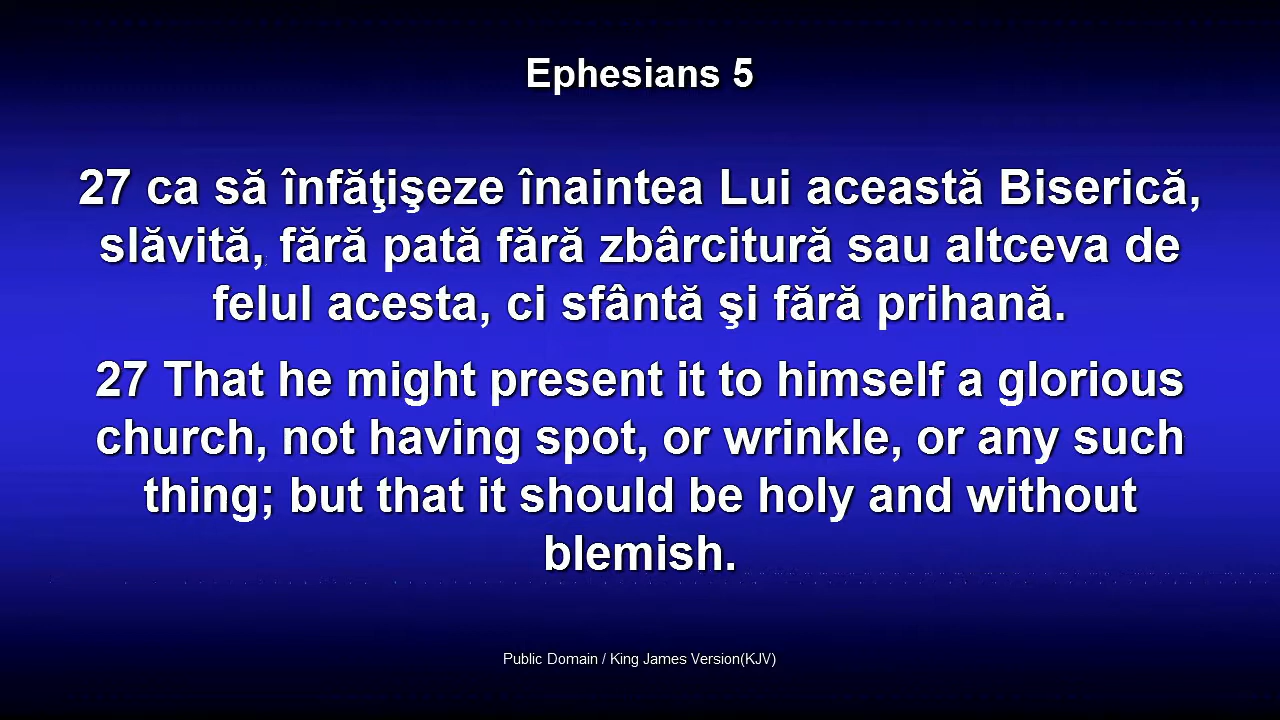 Ephesians 5
27 ca să înfăţişeze înaintea Lui această Biserică,
slăvită, fără pată fără zbârcitură sau altceva de
felul acesta, ci sfântă şi fără prihană.
27 That he might present it to himself a glorious
church, not having spot, or wrinkle, or any such
thing; but that it should be holy and without
blemish.
Public Domain / King James Version(KJV)